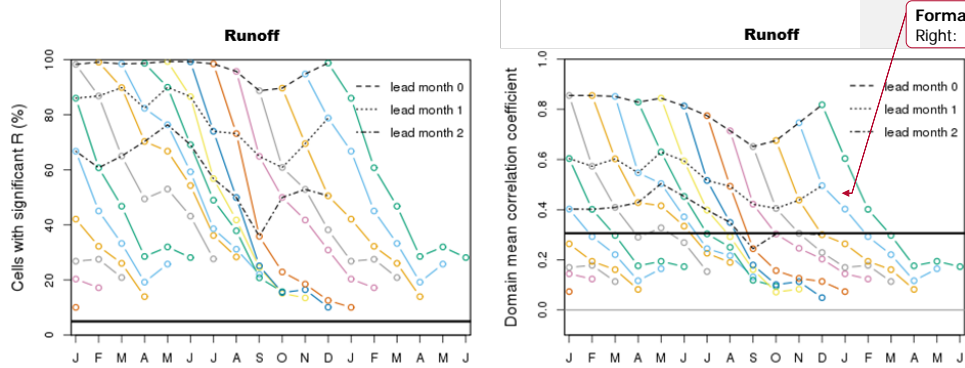 Forma
Right:
Runoff
Cells with significant R (%)
100
80
60
40
20
0
lead month 0
lead month 1
lead month 2
J F M A M J J A S O N D J F M A M J
Runoff
Domain mean correlation coefficient
1.0
0.8
0.6
0.4
0.2
0.0
lead month 0
lead month 1
lead month 2
J F M A M J J A S O N D J F M A M J